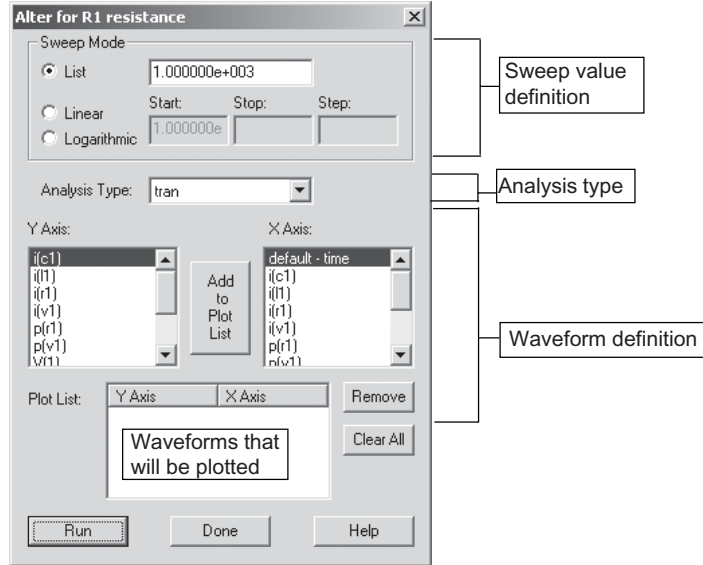 Alter for R1 resistance
Sweep Mode
List 1.000000e+003
Linear
Logarithmic
Start: Stop: Step:
1.000000e
Sweep value
definition
Analysis Type: tran
Analysis type
Y Axis: X Axis:
i(c1)
i(l1)
i(r1)
i(v1)
p(r1)
p(v1)
V(1)
Add
to
Plot
List
default - time
i(c1)
i(l1)
i(r1)
i(v1)
p(r1)
p(v1)
Waveform definition
Plot List: Y Axis X Axis
Waveforms that
will be plotted
Remove
Clear All
Run Done Help